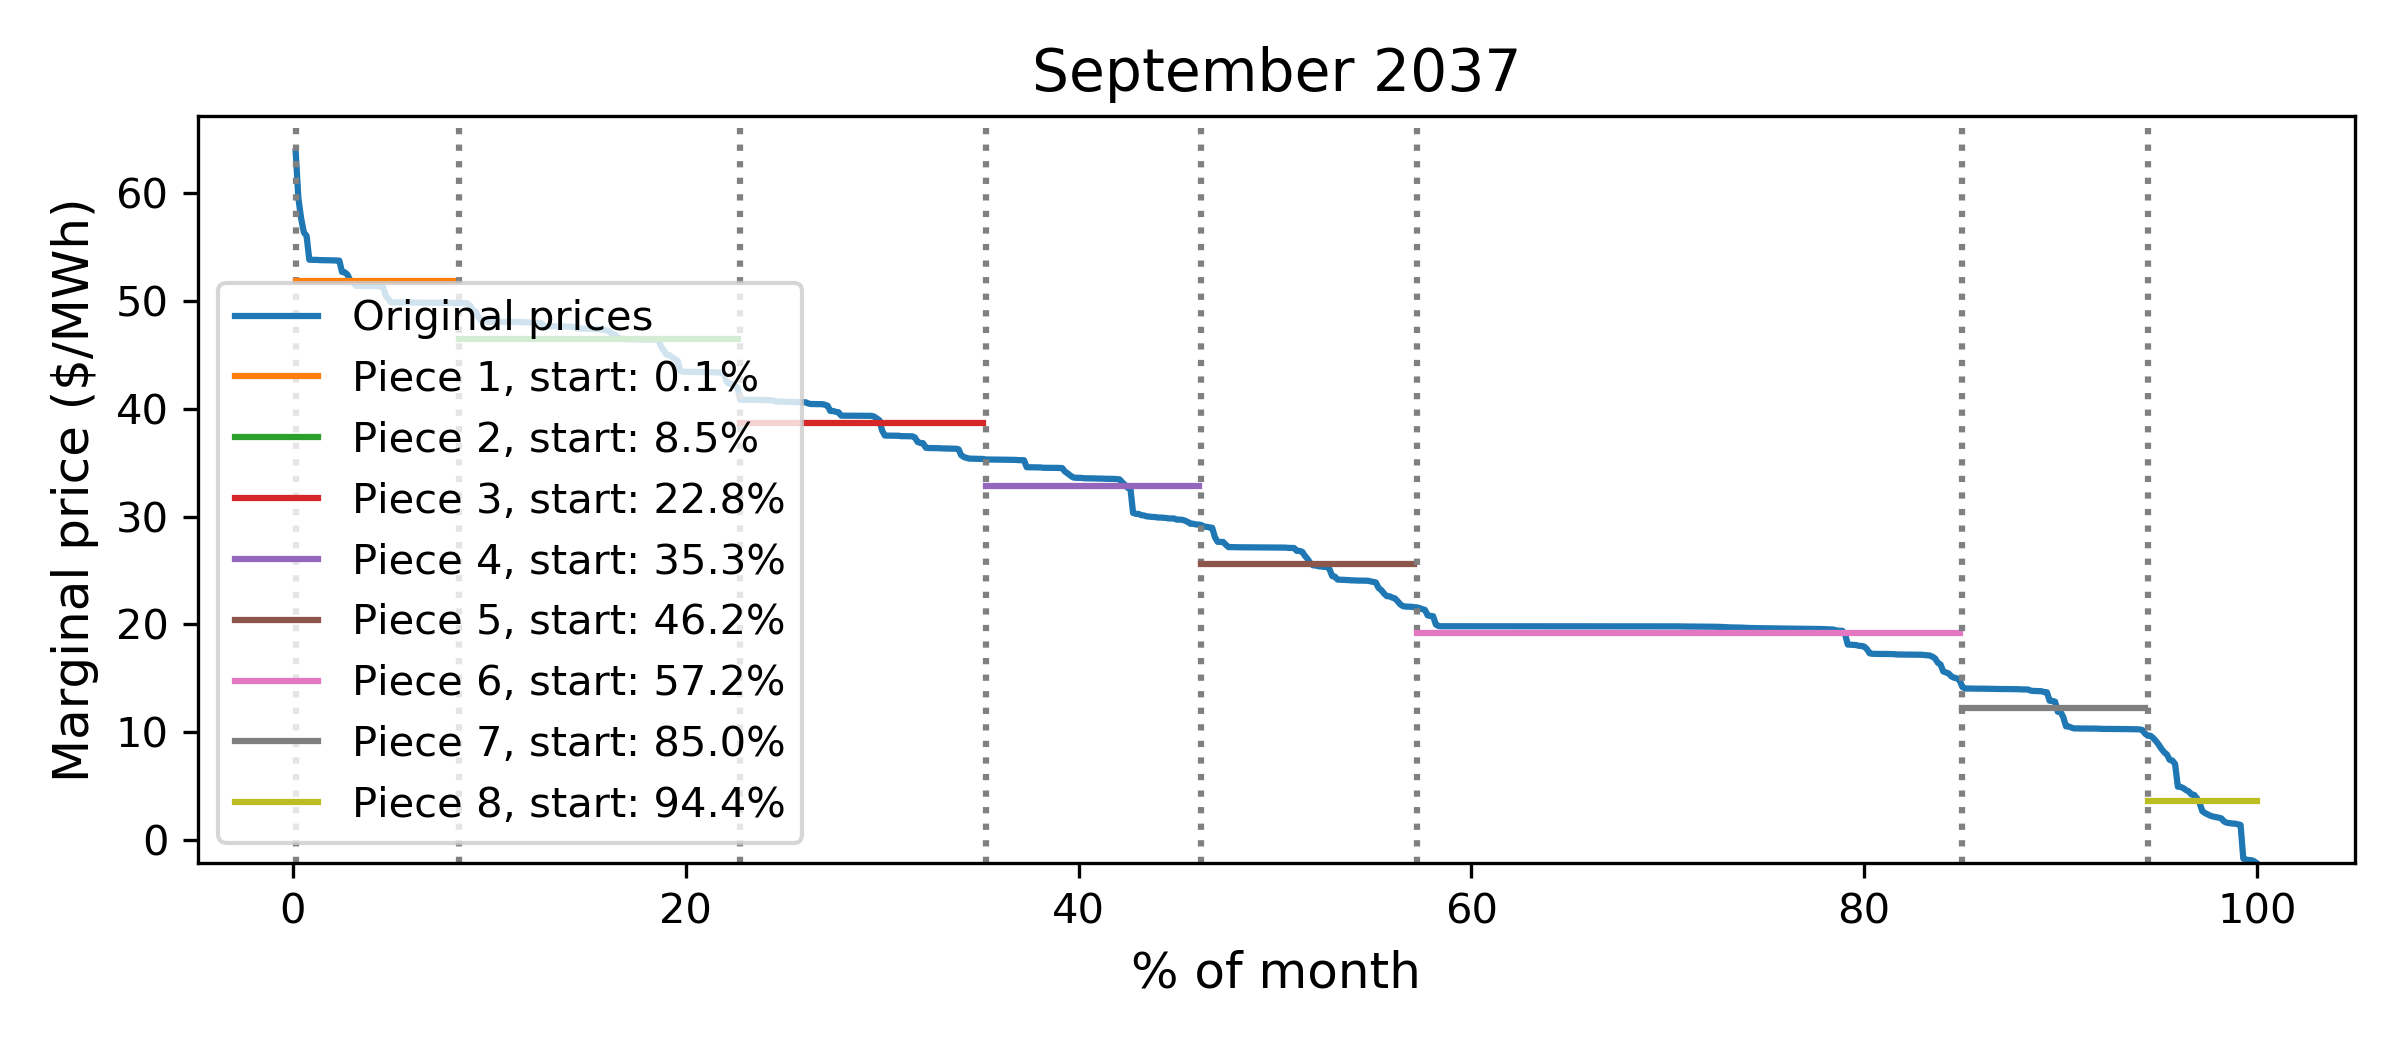 September 2037
Marginal price ($/MWh)
60
50
40
30
20
10
0
Original prices
Piece 1, start: 0.1%
Piece 2, start: 8.5%
Piece 3, start: 22.8%
Piece 4, start: 35.3%
Piece 5, start: 46.2%
Piece 6, start: 57.2%
Piece 7, start: 85.0%
Piece 8, start: 94.4%
0 20 40 60 80 100
% of month